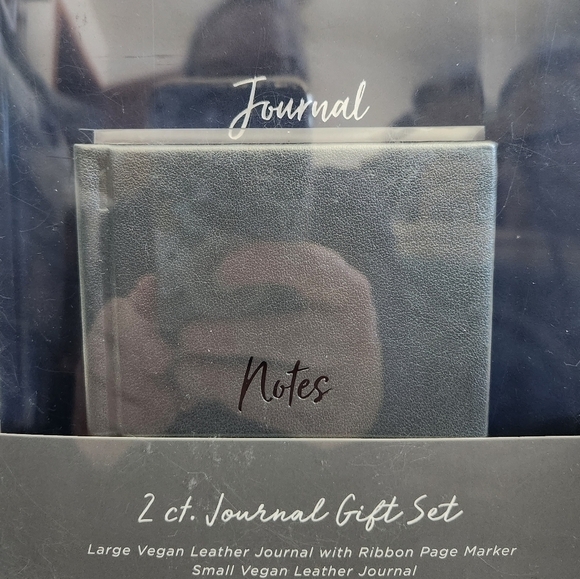 Journal
Notes
2 ct. Journal Gift Set
Large Vegan Leather Journal with Ribbon Page Marker
Small Vegan Leather Journal